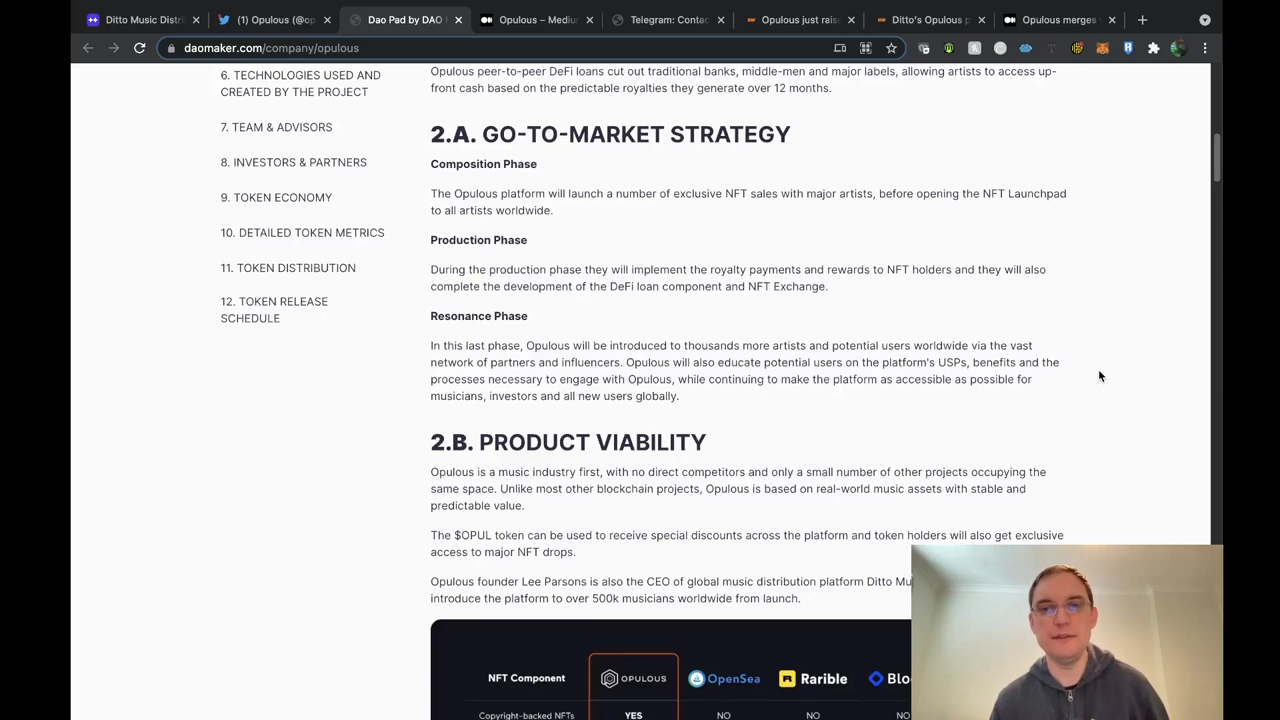 Ditto Music Distri
(1) Opulous (@op
Dao Pad by DAO
Opulous – Medium
Telegram: Contac
Opulous just rais
Ditto's Opulous p
Opulous merges
daomaker.com/company/opulous
6. TECHNOLOGIES USED AND
CREATED BY THE PROJECT
7. TEAM & ADVISORS
8. INVESTORS & PARTNERS
9. TOKEN ECONOMY
10. DETAILED TOKEN METRICS
11. TOKEN DISTRIBUTION
12. TOKEN RELEASE
SCHEDULE
Opulous peer-to-peer DeFi loans cut out traditional banks, middle-men and major labels, allowing artists to access up-
front cash based on the predictable royalties they generate over 12 months.
2.A. GO-TO-MARKET STRATEGY
Composition Phase
The Opulous platform will launch a number of exclusive NFT sales with major artists, before opening the NFT Launchpad
to all artists worldwide.
Production Phase
During the production phase they will implement the royalty payments and rewards to NFT holders and they will also
complete the development of the DeFi loan component and NFT Exchange.
Resonance Phase
In this last phase, Opulous will be introduced to thousands more artists and potential users worldwide via the vast
network of partners and influencers. Opulous will also educate potential users on the platform's USPs, benefits and the
processes necessary to engage with Opulous, while continuing to make the platform as accessible as possible for
musicians, investors and all new users globally.
2.B. PRODUCT VIABILITY
Opulous is a music industry first, with no direct competitors and only a small number of other projects occupying the
same space. Unlike most other blockchain projects, Opulous is based on real-world music assets with stable and
predictable value.
The $OPUL token can be used to receive special discounts across the platform and token holders will also get exclusive
access to major NFT drops.
Opulous founder Lee Parsons is also the CEO of global music distribution platform Ditto Mu
introduce the platform to over 500k musicians worldwide from launch.
NFT Component
OPULOUS
OpenSea
Rarible
Blo
Copyright-backed NFTs
YES
NO
NO
NO